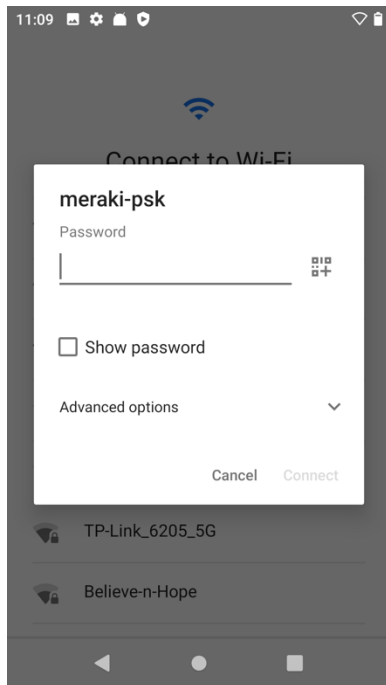 11:09
Connect to Wi-Fi
meraki-psk
Password
Show password
Advanced options
Cancel
Connect
TP-Link_6205_5G
Believe-n-Hope